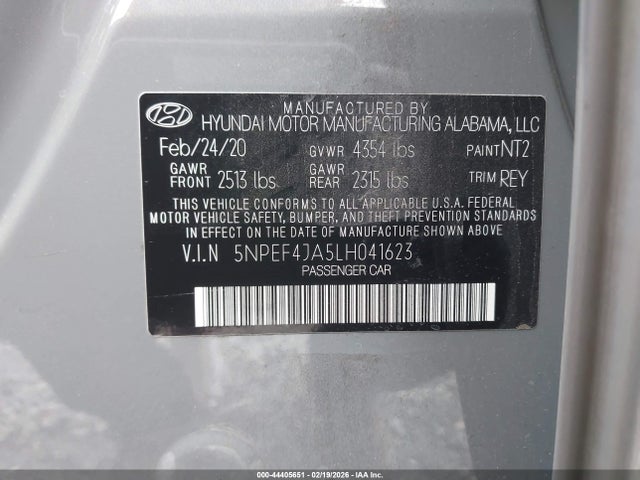 MANUFACTURED BY
HYUNDAI MOTOR MANUFACTURING ALABAMA, LLC
Feb/24/20 GVWR 4354 lbs PAINT NT2
GAWR FRONT 2513 lbs GAWR REAR 2315 lbs TRIM REY
THIS VEHICLE CONFORMS TO ALL APPLICABLE U.S.A. FEDERAL
MOTOR VEHICLE SAFETY, BUMPER, AND THEFT PREVENTION STANDARDS
IN EFFECT ON THE DATE OF MANUFACTURE SHOWN ABOVE
V.I.N 5NPEF4JA5LH041623
PASSENGER CAR
000-44405651 - 02/19/2026 - IAAI.com